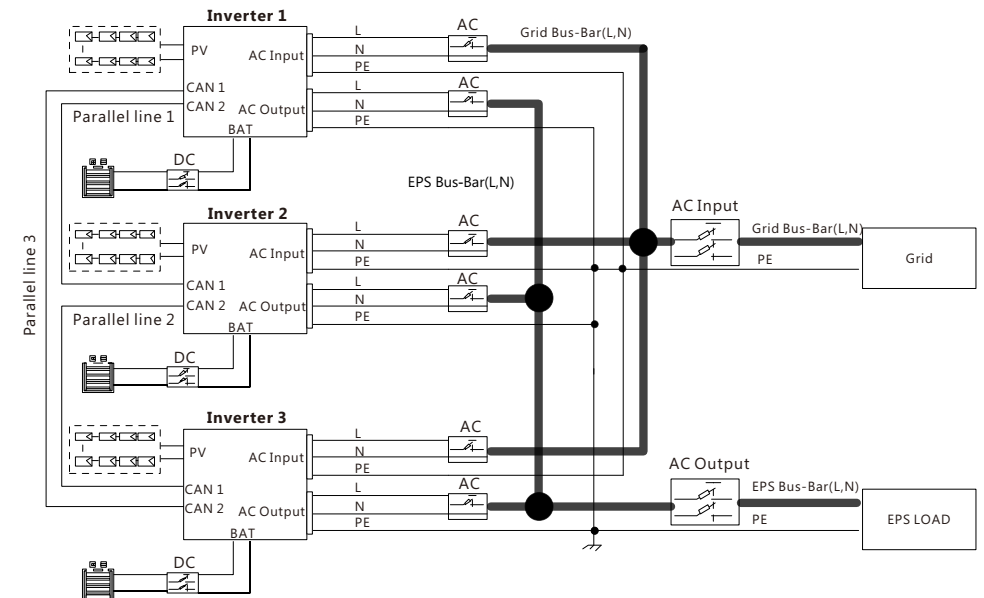 Inverter 1
PV
AC Input
CAN 1
CAN 2
AC Output
BAT
L
N
PE
L
N
PE
AC
AC
Grid Bus-Bar(L,N)
Parallel line 1
DC
EPS Bus-Bar(L,N)
Inverter 2
PV
AC Input
CAN 1
CAN 2
AC Output
BAT
L
N
PE
L
N
PE
AC
AC
AC Input
Grid Bus-Bar(L,N)
PE
Grid
Parallel line 3
Parallel line 2
DC
Inverter 3
PV
AC Input
CAN 1
CAN 2
AC Output
BAT
L
N
PE
L
N
PE
AC
AC
AC Output
EPS Bus-Bar(L,N)
PE
EPS LOAD
DC